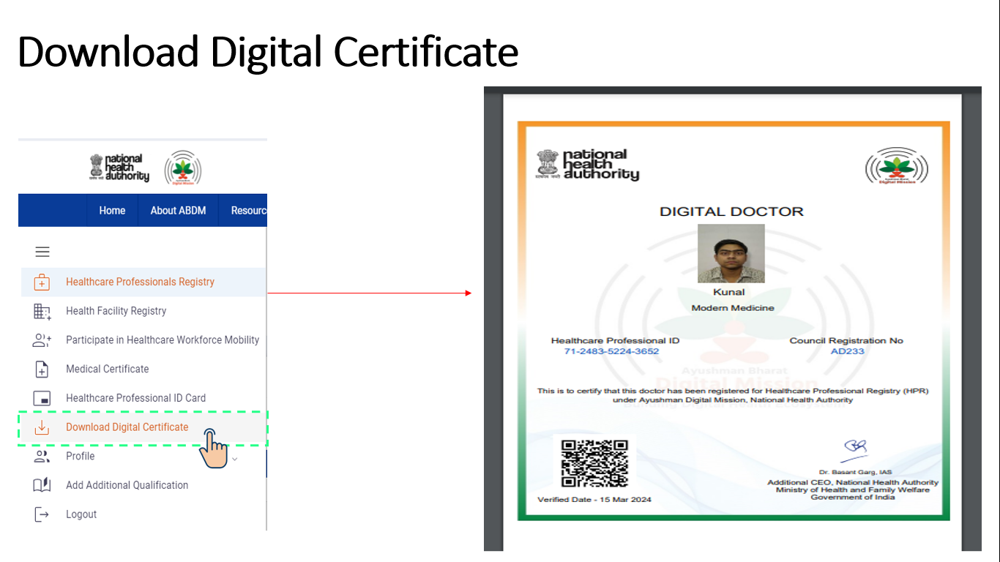 Download Digital Certificate
national
health
authority
Home
About ABDM
Resourc
Healthcare Professionals Registry
Health Facility Registry
Participate in Healthcare Workforce Mobility
Medical Certificate
Healthcare Professional ID Card
Download Digital Certificate
Profile
Add Additional Qualification
Logout
national
health
authority
Digital Mission
DIGITAL DOCTOR
Kunal
Modern Medicine
Healthcare Professional ID
71-2483-5224-3652
Council Registration No
AD233
Ayushman Bharat
Digital Mission
This is to certify that this doctor has been registered for Healthcare Professional Registry (HPR)
under Ayushman Digital Mission, National Health Authority
Verified Date - 15 Mar 2024
Dr. Basant Garg, IAS
Additional CEO, National Health Authority
Ministry of Health and Family Welfare
Government of India